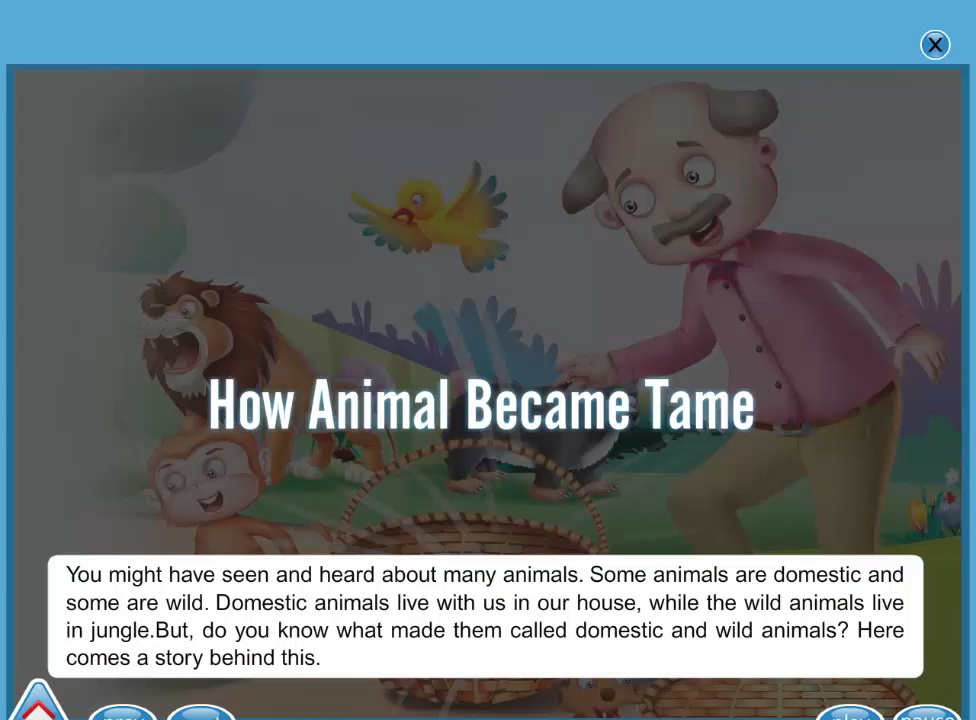 X
How Animal Became Tame
You might have seen and heard about many animals. Some animals are domestic and
some are wild. Domestic animals live with us in our house, while the wild animals live
in jungle.But, do you know what made them called domestic and wild animals? Here
comes a story behind this.
play pause